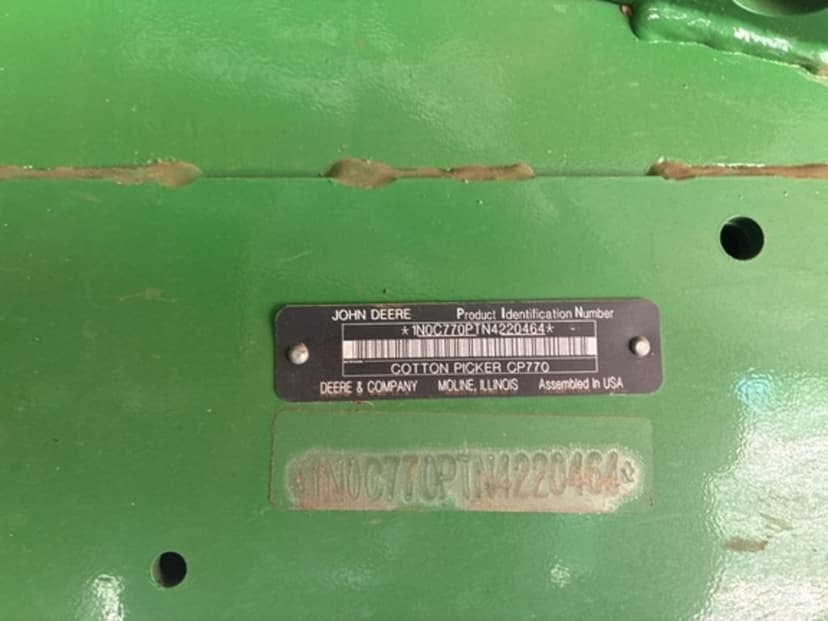 JOHN DEERE Product Identification Number
*1N0C770PTN4220464*
COTTON PICKER CP770
DEERE & COMPANY MOLINE, ILLINOIS Assembled in USA
*1N0C770PTN4220464*